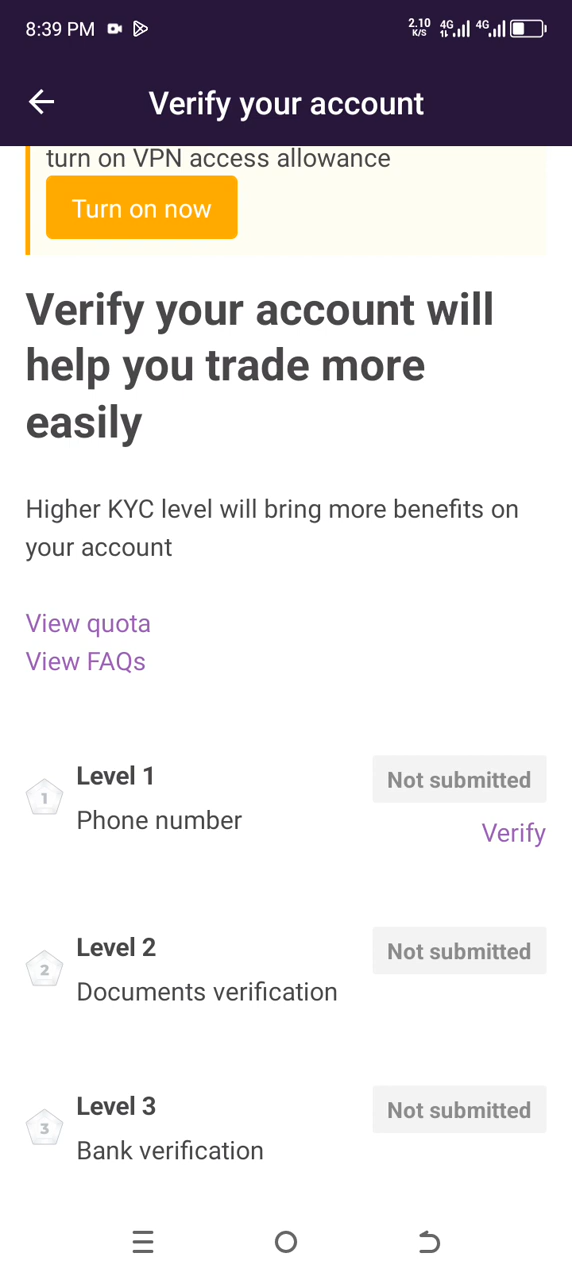 8:39 PM
2.10
K/S
4G
4G
Verify your account
turn on VPN access allowance
Turn on now
Verify your account will
help you trade more
easily
Higher KYC level will bring more benefits on
your account
View quota
View FAQs
1
Level 1
Not submitted
Phone number
Verify
2
Level 2
Not submitted
Documents verification
3
Level 3
Not submitted
Bank verification